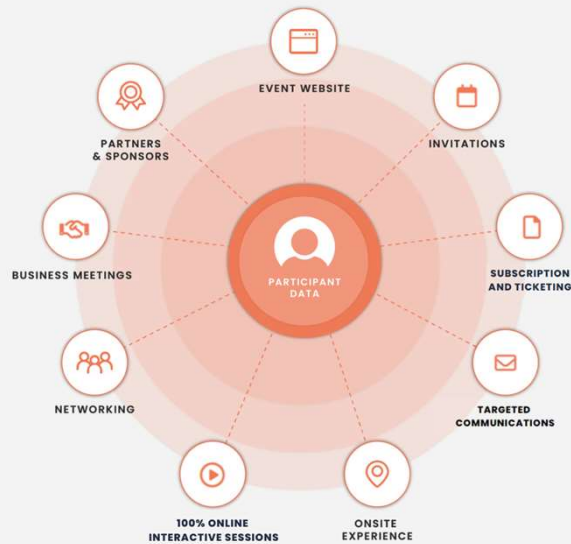 EVENT WEBSITE
PARTNERS
& SPONSORS
INVITATIONS
BUSINESS MEETINGS
PARTICIPANT
DATA
SUBSCRIPTION
AND TICKETING
NETWORKING
TARGETED
COMMUNICATIONS
100% ONLINE
INTERACTIVE SESSIONS
ONSITE
EXPERIENCE